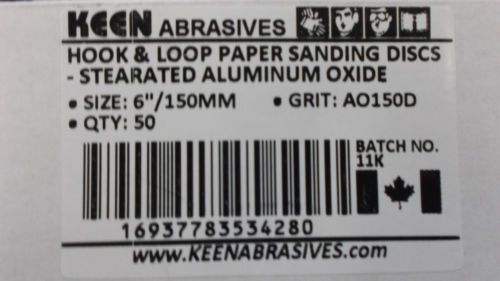 KEEN ABRASIVES
HOOK & LOOP PAPER SANDING DISCS
- STEARATED ALUMINUM OXIDE
• SIZE: 6"/150MM • GRIT: AO150D
• QTY: 50
BATCH NO.
11K
16937783534280
www.KEENABRASIVES.com